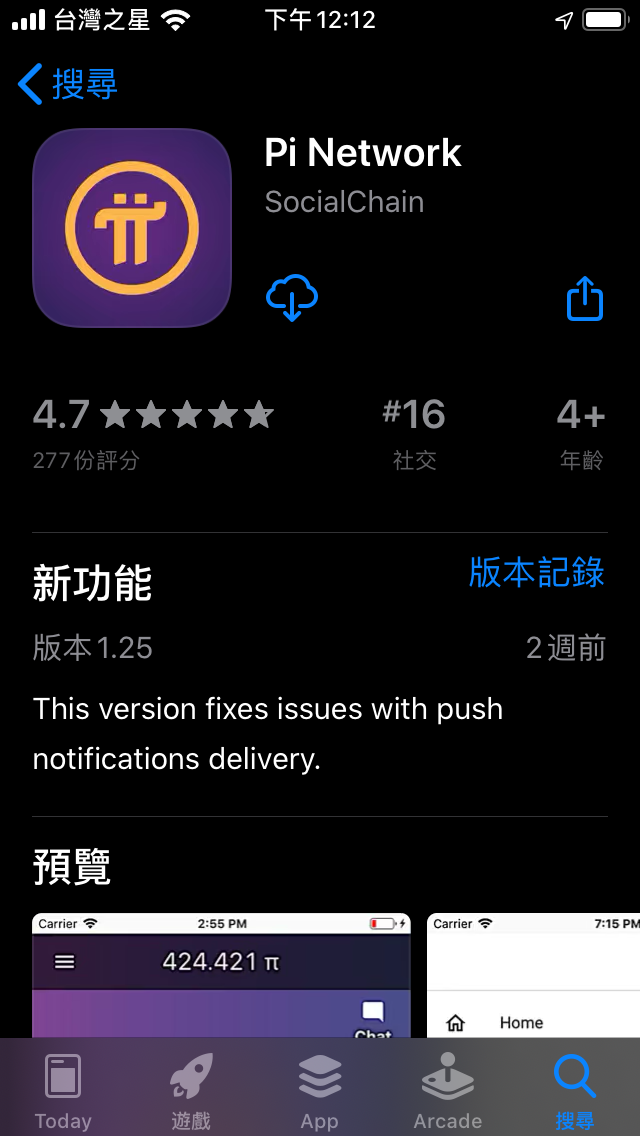 台灣之星 下午12:12
搜尋
Pi Network
SocialChain
4.7 #16 4+
277份評分 社交 年齡
新功能 版本記錄
版本1.25 2週前
This version fixes issues with push
notifications delivery.
預覽
Carrier 2:55 PM Carrier 7:15 PM
424.421 π
Chat
Home
Today 遊戲 App Arcade 搜尋